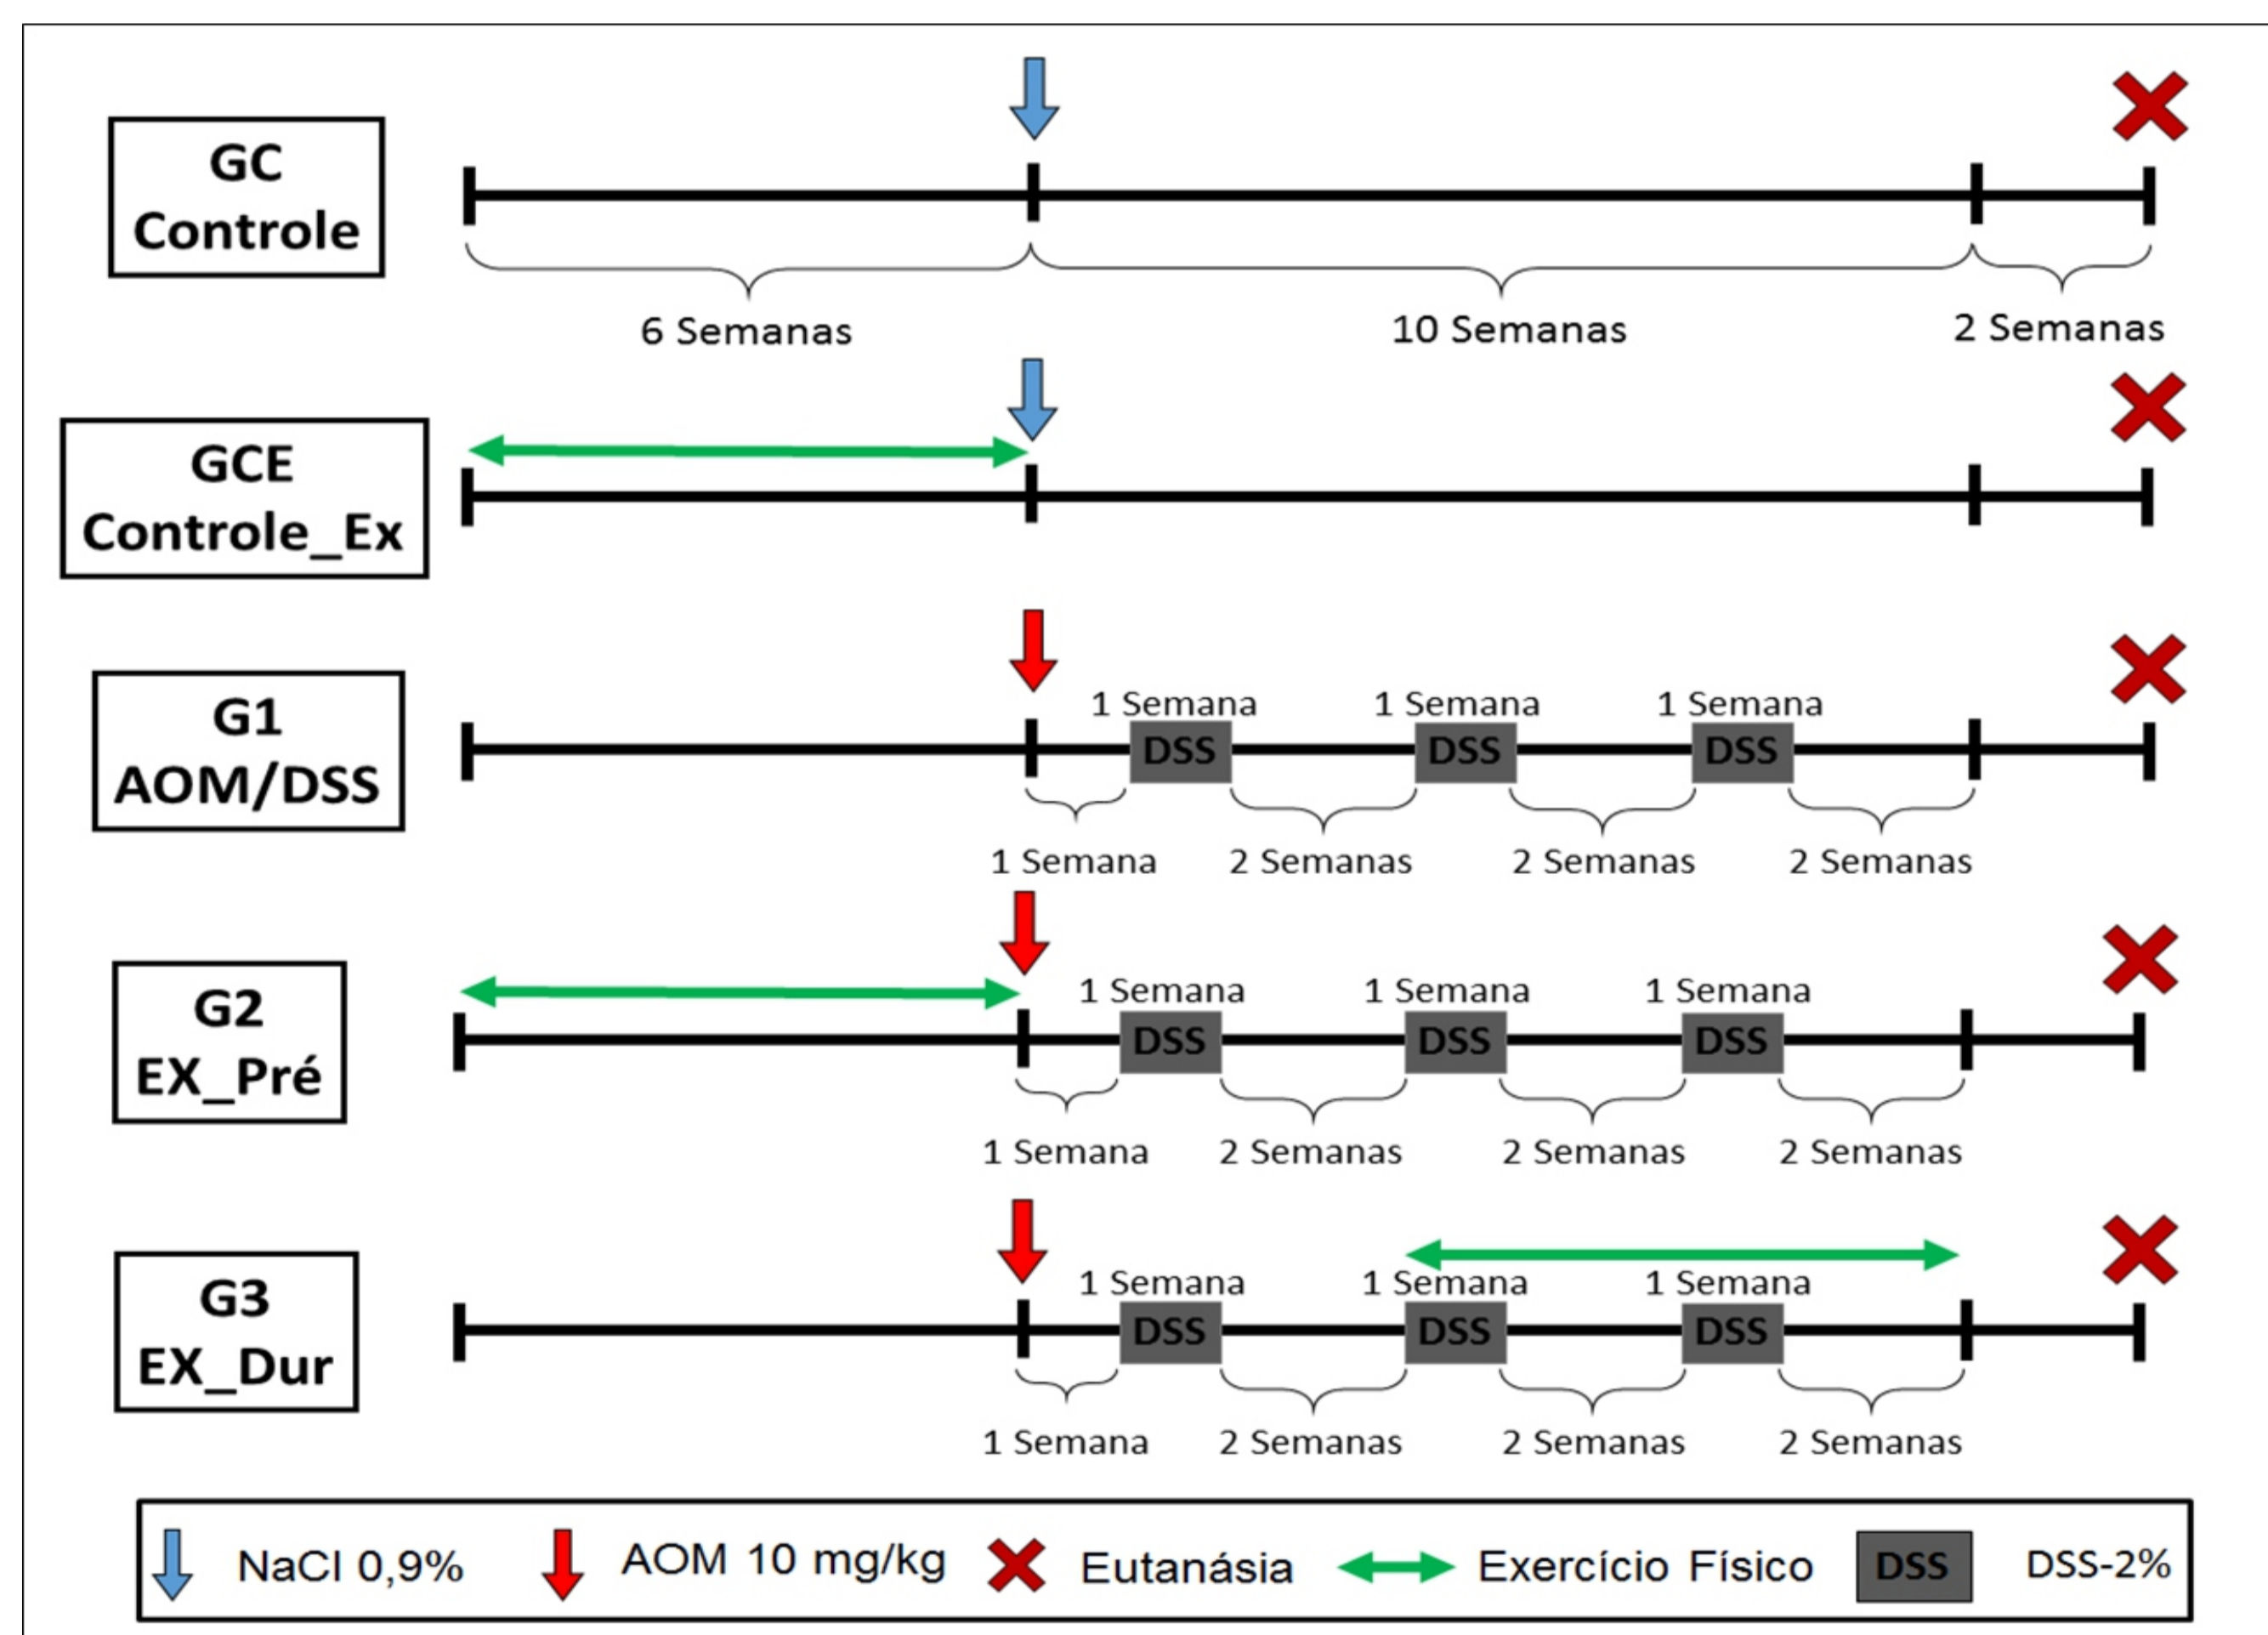 GC
Controle
6 Semanas
10 Semanas
2 Semanas
GCE
Controle_Ex
G1
AOM/DSS
1 Semana
1 Semana
1 Semana
DSS
DSS
DSS
1 Semana
2 Semanas
2 Semanas
2 Semanas
G2
EX_Pré
1 Semana
1 Semana
1 Semana
DSS
DSS
DSS
1 Semana
2 Semanas
2 Semanas
2 Semanas
G3
EX_Dur
1 Semana
1 Semana
1 Semana
DSS
DSS
DSS
1 Semana
2 Semanas
2 Semanas
2 Semanas
NaCl 0,9%
AOM 10 mg/kg
Eutanásia
Exercício Físico
DSS
DSS-2%